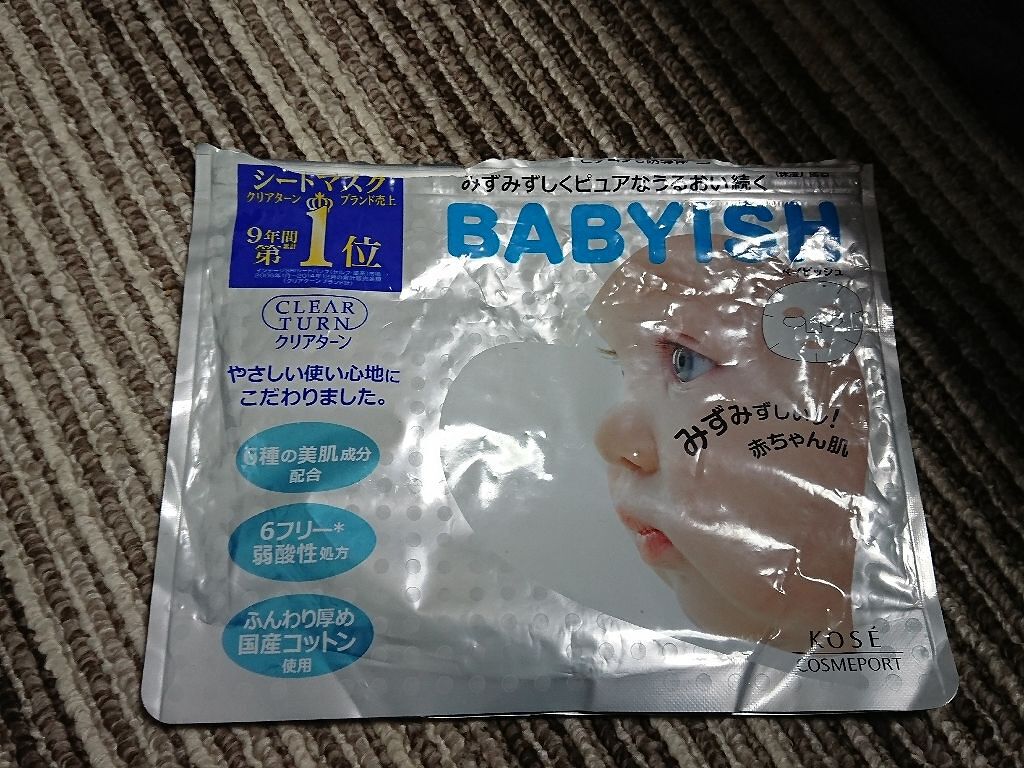 シートマスク
クリアターン ブランド売上
9年間
累計
第1位
CLEAR
TURN
クリアターン
やさしい使い心地に
こだわりました。
種の美肌成分
配合
6フリー*
弱酸性処方
ふんわり厚め
国産コットン
使用
みずみずしくピュアなうるおい続く
BABYISH
ベイビッシュ
みずみずしい!
赤ちゃん肌
KOSÉ
COSMEPORT